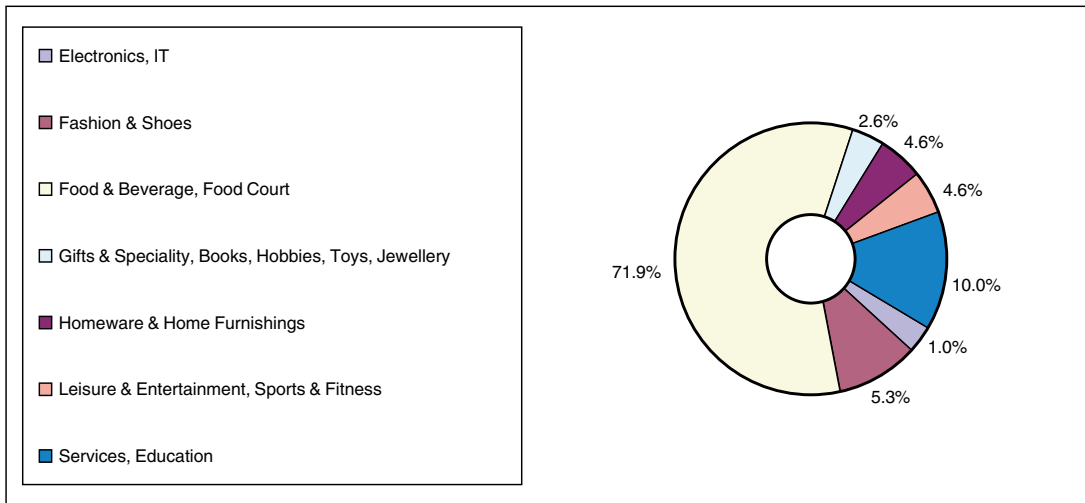 Electronics, IT
Fashion & Shoes
Food & Beverage, Food Court
Gifts & Speciality, Books, Hobbies, Toys, Jewellery
Homeware & Home Furnishings
Leisure & Entertainment, Sports & Fitness
Services, Education
2.6%
4.6%
4.6%
71.9%
10.0%
1.0%
5.3%